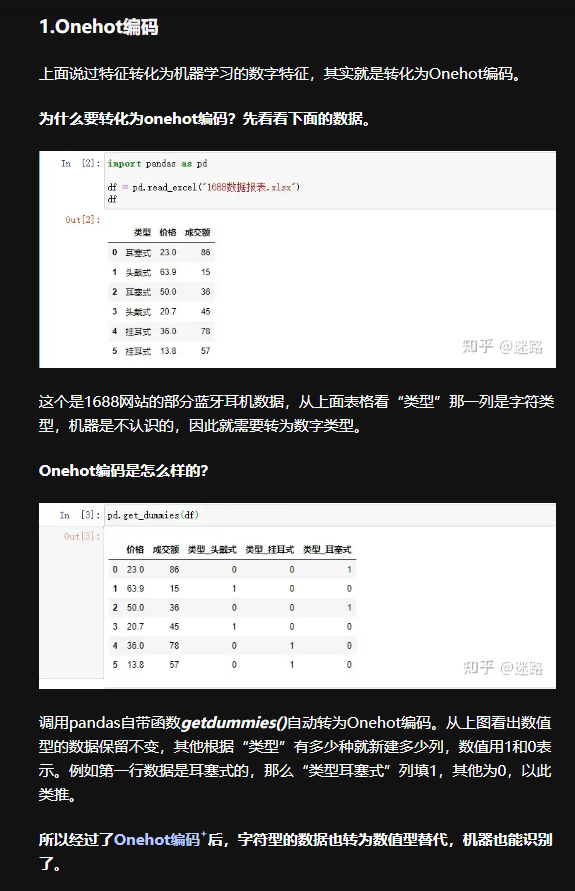 1.Onehot编码
上面说过特征转化为机器学习的数字特征，其实就是转化为Onehot编码。
为什么要转化为onehot编码？先看看下面的数据。
In [2]: import pandas as pd
df = pd.read_excel("1688数据报表.xlsx")
df
Out[2]:
类型 价格 成交额
0 耳塞式 23.0 86
1 头戴式 63.9 15
2 耳塞式 50.0 36
3 头戴式 20.7 45
4 挂耳式 36.0 78
5 挂耳式 13.8 57
知乎 @迷路
这个是1688网站的部分蓝牙耳机数据，从上面表格看“类型”那一列是字符类
型，机器是不认识的，因此就需要转为数字类型。
Onehot编码是怎么样的？
In [3]: pd.get_dummies(df)
Out[3]:
价格 成交额 类型_头戴式 类型_挂耳式 类型_耳塞式
0 23.0 86 0 0 1
1 63.9 15 1 0 0
2 50.0 36 0 0 1
3 20.7 45 1 0 0
4 36.0 78 0 1 0
5 13.8 57 0 1 0
知乎 @迷路
调用pandas自带函数getdummies()自动转为Onehot编码。从上图看出数值
型的数据保留不变，其他根据“类型”有多少种就新建多少列，数值用1和0表
示。例如第一行数据是耳塞式的，那么“类型耳塞式”列填1，其他为0，以此
类推。
所以经过了Onehot编码+后，字符型的数据也转为数值型替代，机器也能识别
了。